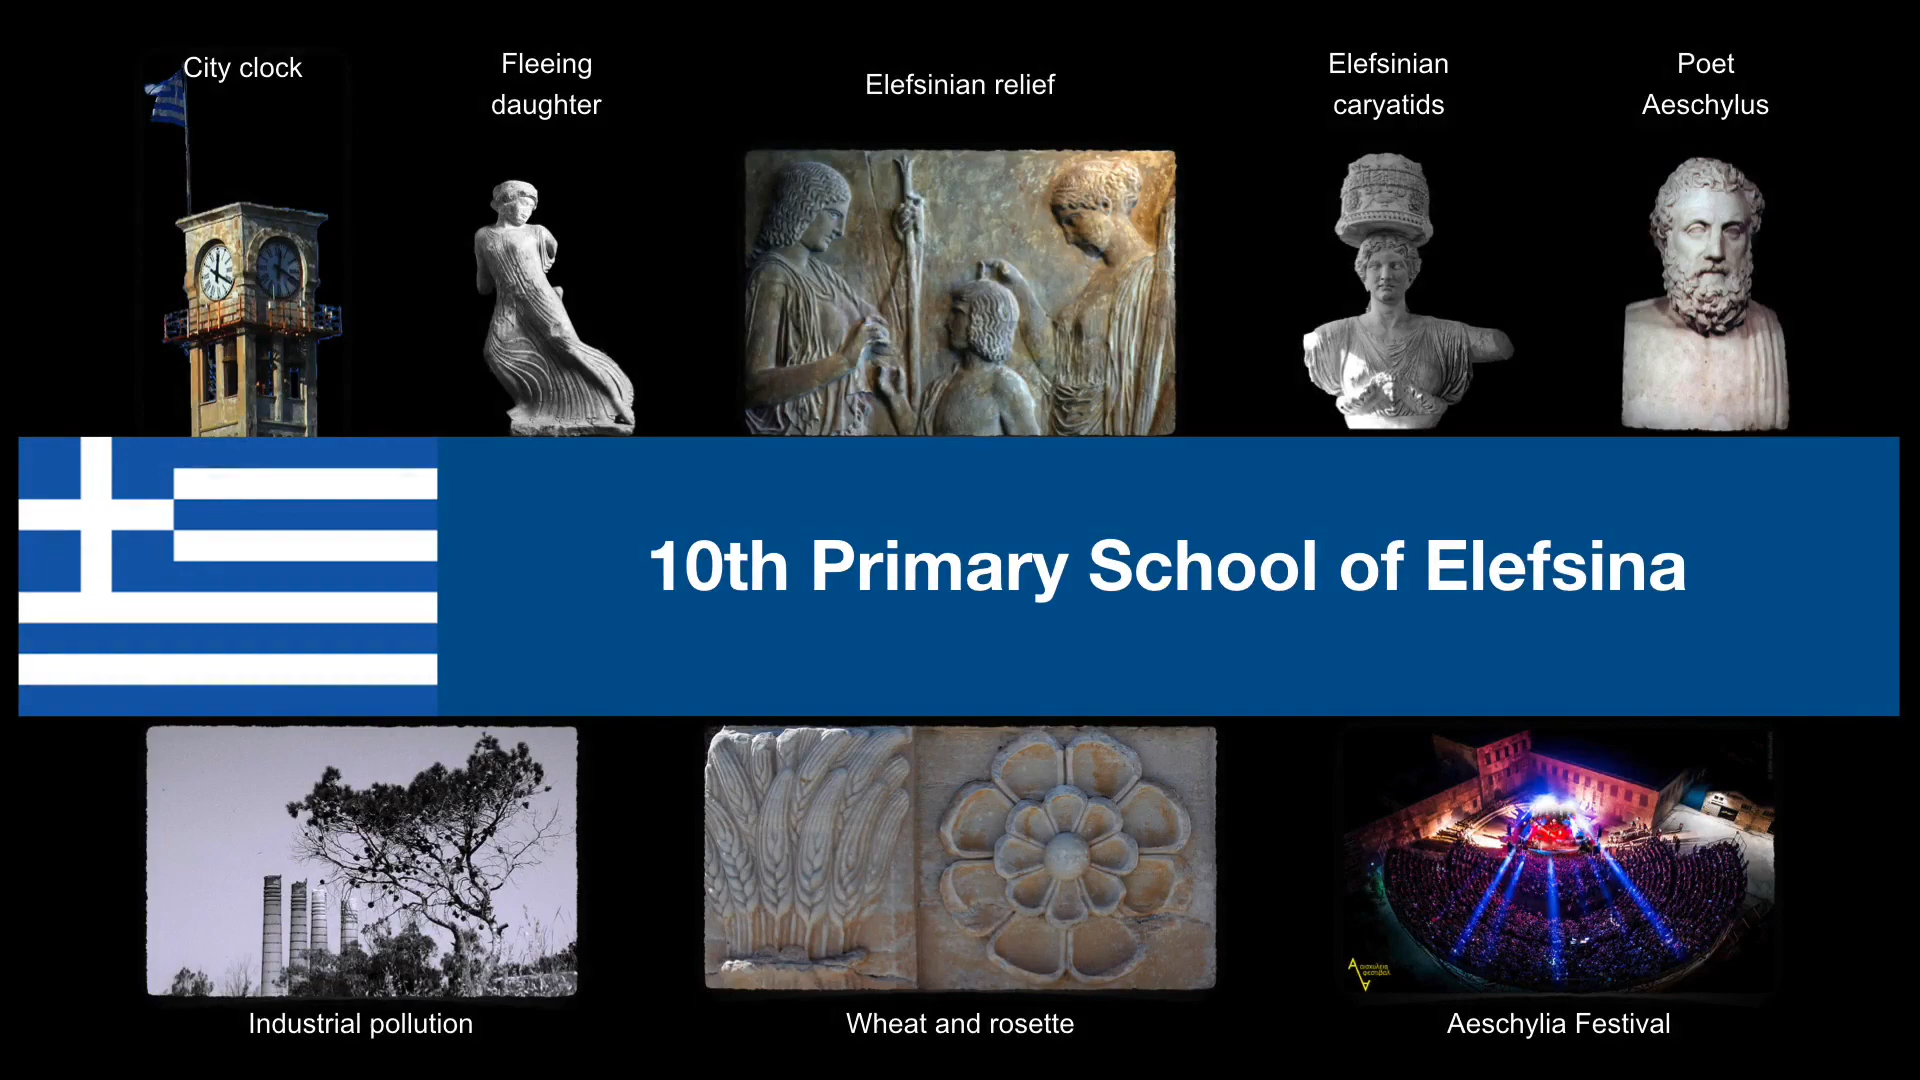 City clock
Fleeing
daughter
Elefsinian relief
Elefsinian
caryatids
Poet
Aeschylus
10th Primary School of Elefsina
Industrial pollution
Wheat and rosette
Aeschylia Festival